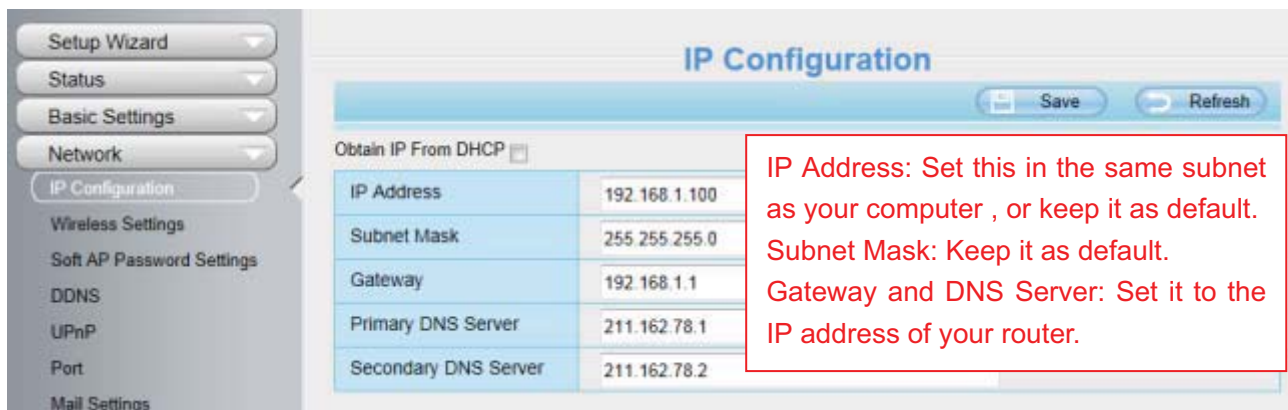 Setup Wizard
Status
Basic Settings
Network
IP Configuration
Wireless Settings
Soft AP Password Settings
DDNS
UPnP
Port
Mail Settings
IP Configuration
Save
Refresh
Obtain IP From DHCP
IP Address 192.168.1.100
Subnet Mask 255.255.255.0
Gateway 192.168.1.1
Primary DNS Server 211.162.78.1
Secondary DNS Server 211.162.78.2
IP Address: Set this in the same subnet
as your computer , or keep it as default.
Subnet Mask: Keep it as default.
Gateway and DNS Server: Set it to the
IP address of your router.